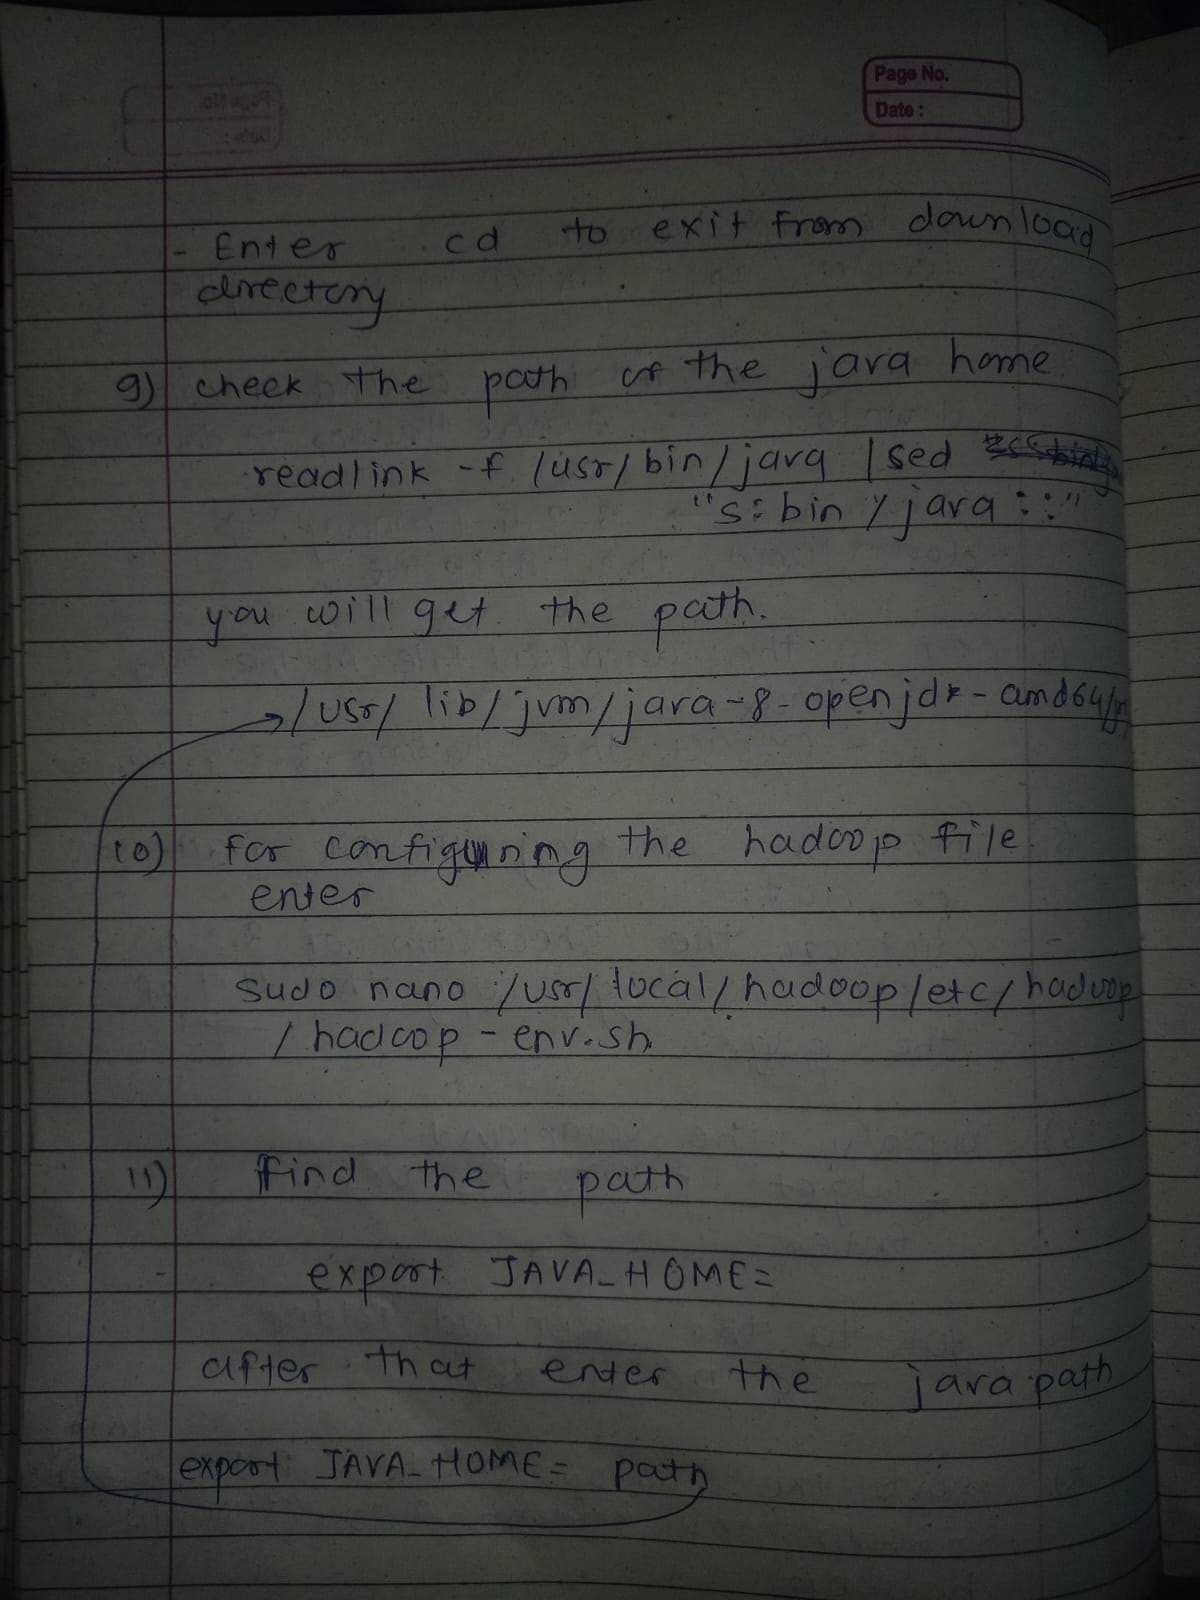 Page No.
Date :
- Enter cd to exit from download
directory
9) check the path of the java home
readlink -f /usr/bin/java | sed
"s:bin/java::"
you will get the path.
/usr/lib/jvm/java-8-openjdk-amd64/
10) for configuring the hadoop file
enter
sudo nano /usr/local/hadoop/etc/hadoop
/hadoop-env.sh
11) find the path
export JAVA_HOME=
after that enter the java path
export JAVA_HOME= path